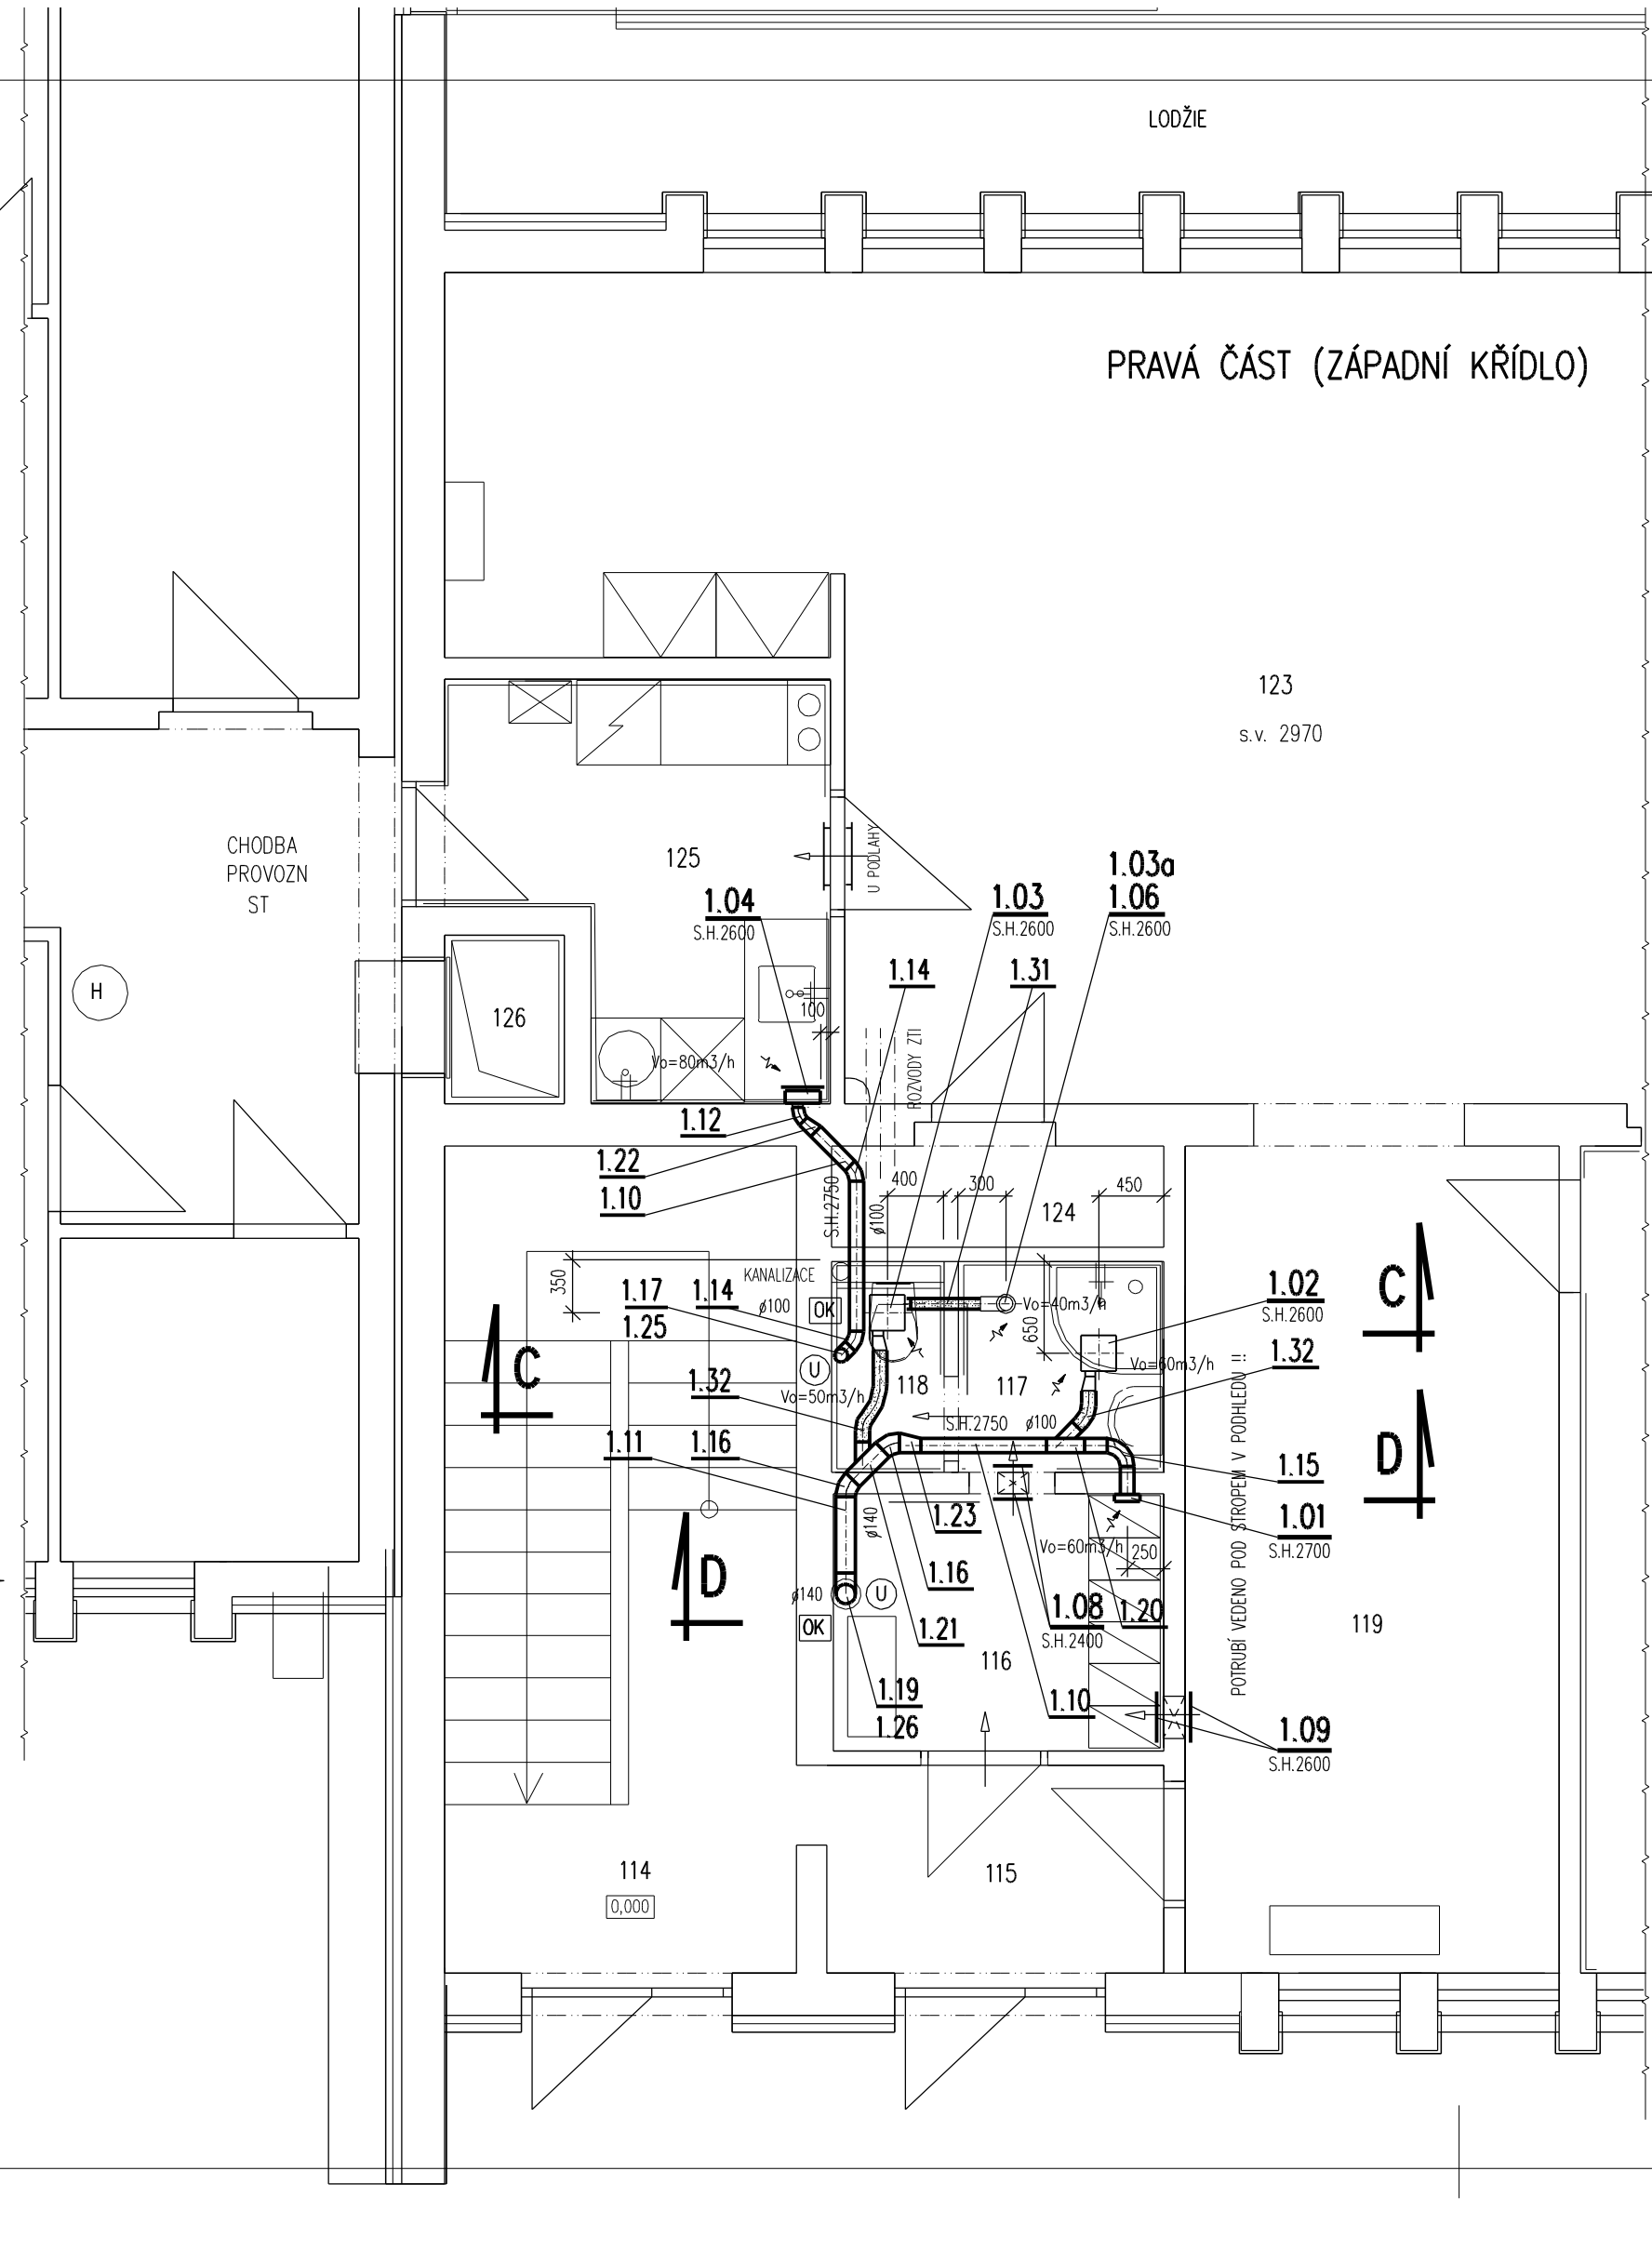 LODŽIE
PRAVÁ ČÁST (ZÁPADNÍ KŘÍDLO)
123
s.v. 2970
CHODBA
PROVOZN
ST
125
U PODLAHY
1.04
S.H.2600
1.03
S.H.2600
1.03a
1.06
S.H.2600
H
126
100
1.14
1.31
Vo=80m3/h
ROZVODY ZTI
1.12
1.22
1.10
S.H.2750
ø100
400
300
450
124
350
KANALIZACE
1.17
1.25
1.14
ø100
OK
Vo=40m3/h
650
1.02
S.H.2600
C
C
U
1.32
Vo=50m3/h
118
117
Vo=60m3/h
1.32
S.H.2750
ø100
1.11
1.16
POTRUBÍ VEDENO POD STROPEM V PODHLEDU !!
1.15
D
D
1.23
ø140
1.01
S.H.2700
Vo=60m3/h
250
1.16
ø140
U
OK
1.08
S.H.2400
1.20
1.21
116
119
1.19
1.26
1.10
1.09
S.H.2600
114
0,000
115